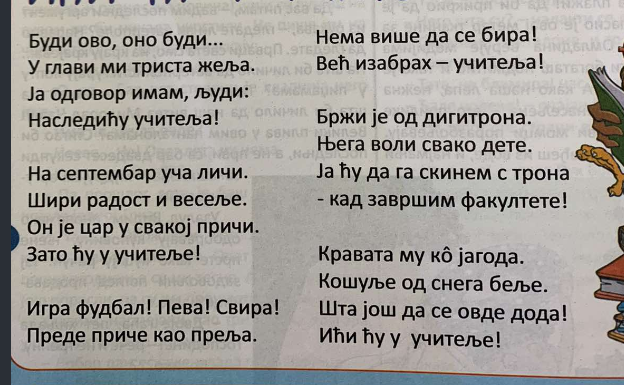 Буди ово, оно буди...
У глави ми триста жеља.
Ја одговор имам, људи:
Наследићу учитеља!
На септембар уча личи.
Шири радост и весеље.
Он је цар у свакој причи.
Зато ћу у учитеље!
Игра фудбал! Пева! Свира!
Преде приче као преља.
Нема више да се бира!
Већ изабрах – учитеља!
Бржи је од дигитрона.
Њега воли свако дете.
Ја ћу да га скинем с трона
- кад завршим факултете!
Кравата му кô јагода.
Кошуље од снега беље.
Шта још да се овде дода!
Ићи ћу у учитеље!